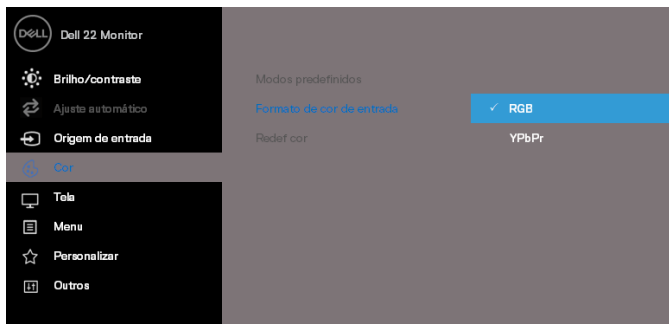 DELL
Dell 22 Monitor
Brilho/contraste
Ajuste automático
Origem de entrada
Cor
Tela
Menu
Personalizar
Outros
Modos predefinidos
Formato de cor de entrada
Redef cor
✓ RGB
YPbPr